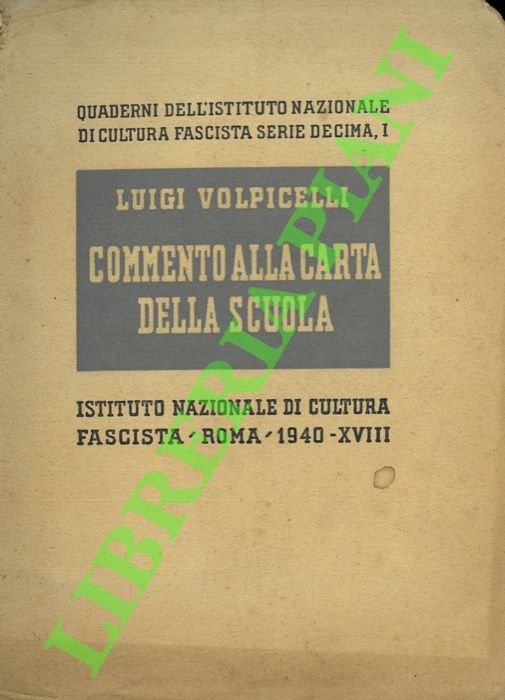 QUADERNI DELL'ISTITUTO NAZIONALE
DI CULTURA FASCISTA SERIE DECIMA, I
LUIGI VOLPICELLI
COMMENTO ALLA CARTA
DELLA SCUOLA
ISTITUTO NAZIONALE DI CULTURA
FASCISTA - ROMA - 1940 - XVIII
LIBRERIA PIANI